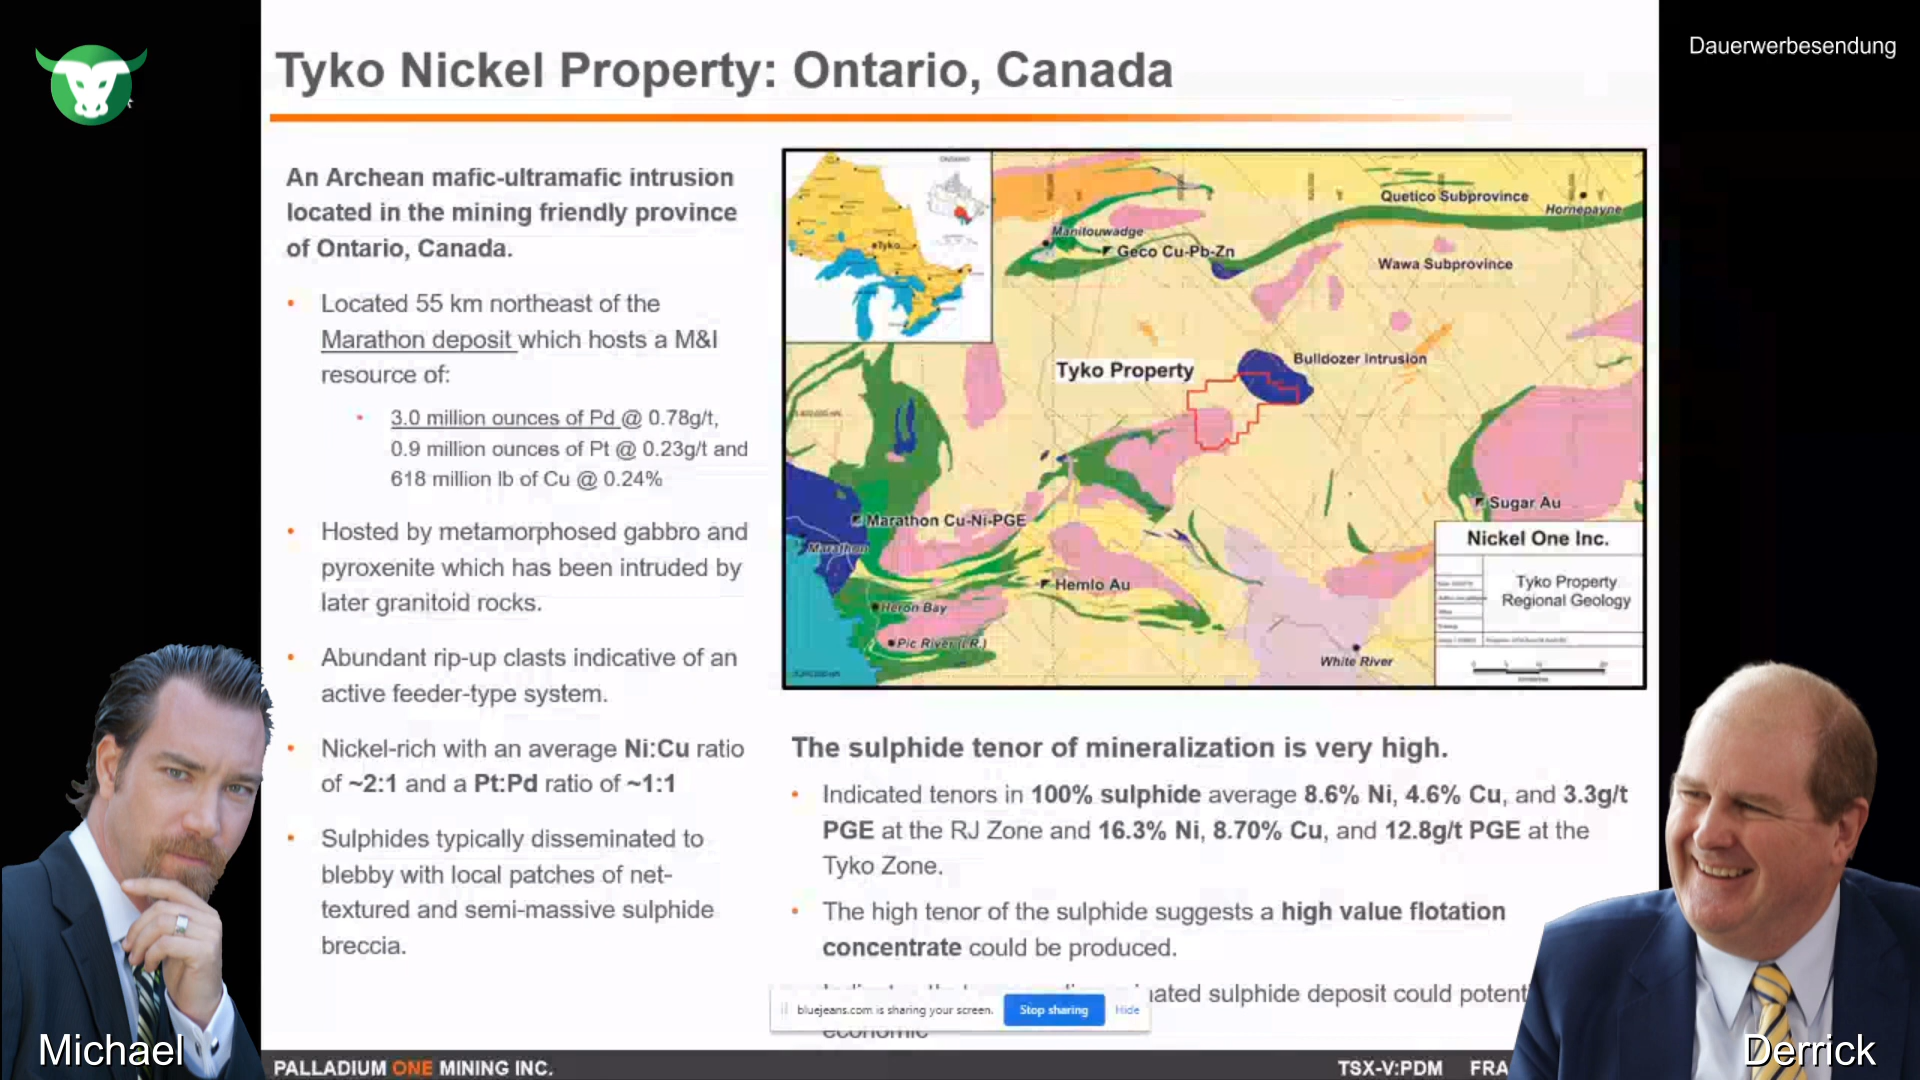 Tyko Nickel Property: Ontario, Canada
Dauerwerbesendung
An Archean mafic-ultramafic intrusion
located in the mining friendly province
of Ontario, Canada.
• Located 55 km northeast of the
Marathon deposit which hosts a M&I
resource of:
• 3.0 million ounces of Pd @ 0.78g/t,
0.9 million ounces of Pt @ 0.23g/t and
618 million lb of Cu @ 0.24%
• Hosted by metamorphosed gabbro and
pyroxenite which has been intruded by
later granitoid rocks.
• Abundant rip-up clasts indicative of an
active feeder-type system.
• Nickel-rich with an average Ni:Cu ratio
of ~2:1 and a Pt:Pd ratio of ~1:1
• Sulphides typically disseminated to
blebby with local patches of net-
textured and semi-massive sulphide
breccia.
Tyko
Quetico Subprovince
Hornepayne
Manitouwadge
Geco Cu-Pb-Zn
Wawa Subprovince
Bulldozer Intrusion
Tyko Property
Sugar Au
Marathon Cu-Ni-PGE
Marathon
Hemlo Au
Heron Bay
Pic River (I.R.)
White River
Nickel One Inc.
Tyko Property
Regional Geology
The sulphide tenor of mineralization is very high.
• Indicated tenors in 100% sulphide average 8.6% Ni, 4.6% Cu, and 3.3g/t
PGE at the RJ Zone and 16.3% Ni, 8.70% Cu, and 12.8g/t PGE at the
Tyko Zone.
• The high tenor of the sulphide suggests a high value flotation
concentrate could be produced.
sulphide deposit could
economic
bluejeans.com is sharing your screen. Stop sharing Hide
PALLADIUM ONE MINING INC.
TSX-V:PDM FRA
Michael
Derrick